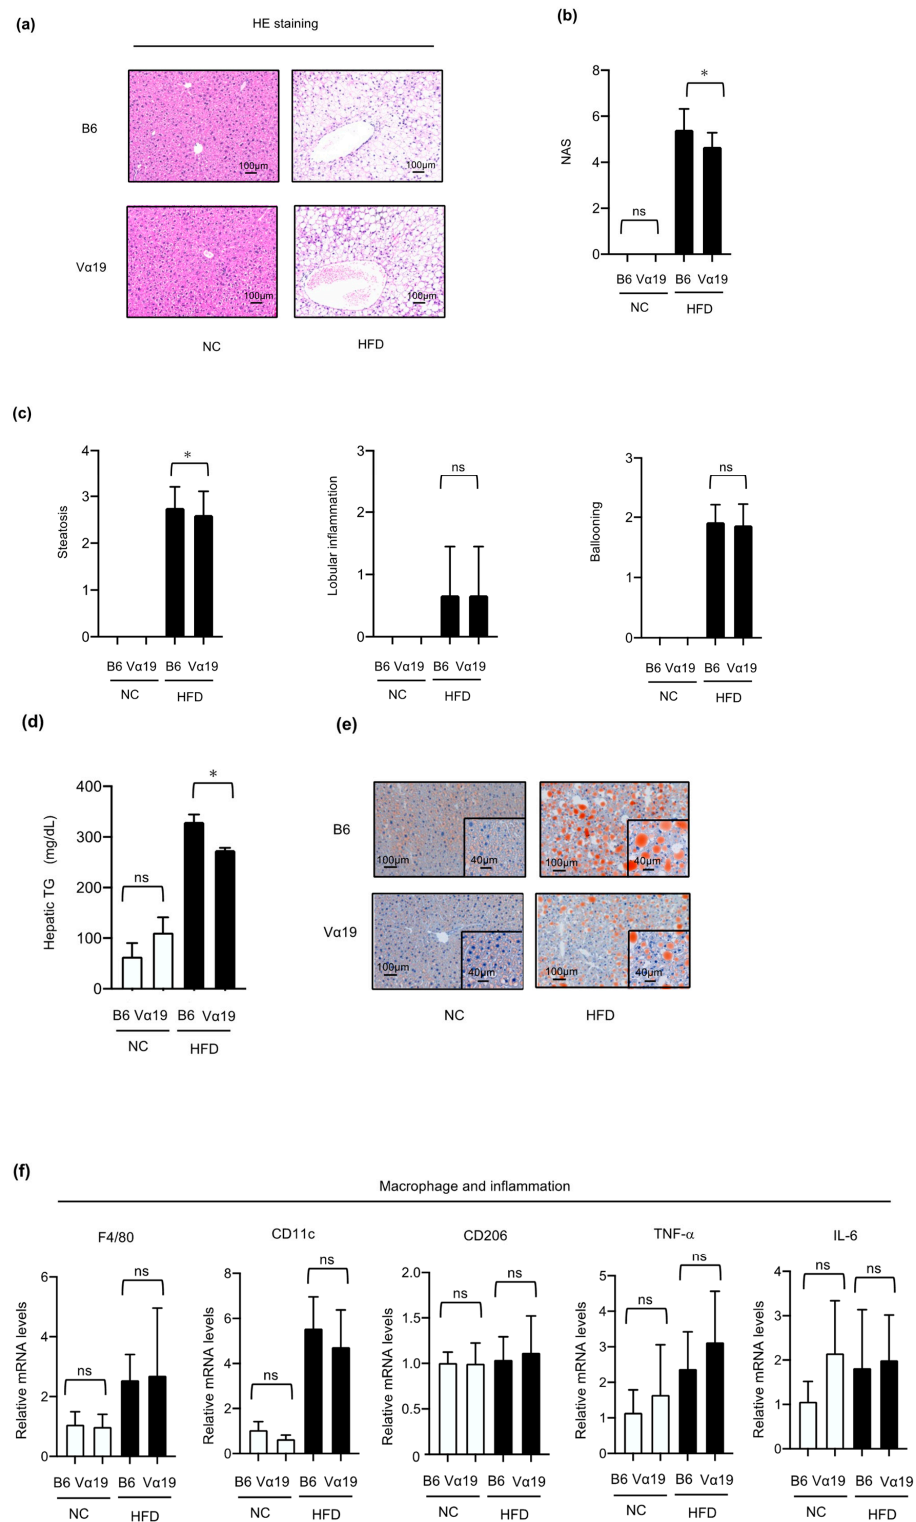 (a)
HE staining
B6
100μm
100μm
Vα19
100μm
100μm
NC
HFD
(b)
NAS
8
6
4
2
0
ns
*
B6 Vα19
B6 Vα19
NC
HFD
(c)
Steatosis
4
3
2
1
0
*
B6 Vα19
B6 Vα19
NC
HFD
Lobular inflammation
3
2
1
0
ns
B6 Vα19
B6 Vα19
NC
HFD
Ballooning
3
2
1
0
ns
B6 Vα19
B6 Vα19
NC
HFD
(d)
Hepatic TG (mg/dL)
400
300
200
100
0
ns
*
B6 Vα19
B6 Vα19
NC
HFD
(e)
B6
100μm
40μm
100μm
40μm
Vα19
100μm
40μm
100μm
40μm
NC
HFD
(f)
Macrophage and inflammation
F4/80
Relative mRNA levels
6
4
2
0
ns
ns
B6 Vα19
B6 Vα19
NC
HFD
CD11c
Relative mRNA levels
8
6
4
2
0
ns
ns
B6 Vα19
B6 Vα19
NC
HFD
CD206
Relative mRNA levels
2.0
1.5
1.0
0.5
0
ns
ns
B6 Vα19
B6 Vα19
NC
HFD
TNF-α
Relative mRNA levels
5
4
3
2
1
0
ns
ns
B6 Vα19
B6 Vα19
NC
HFD
IL-6
Relative mRNA levels
4
3
2
1
0
ns
ns
B6 Vα19
B6 Vα19
NC
HFD